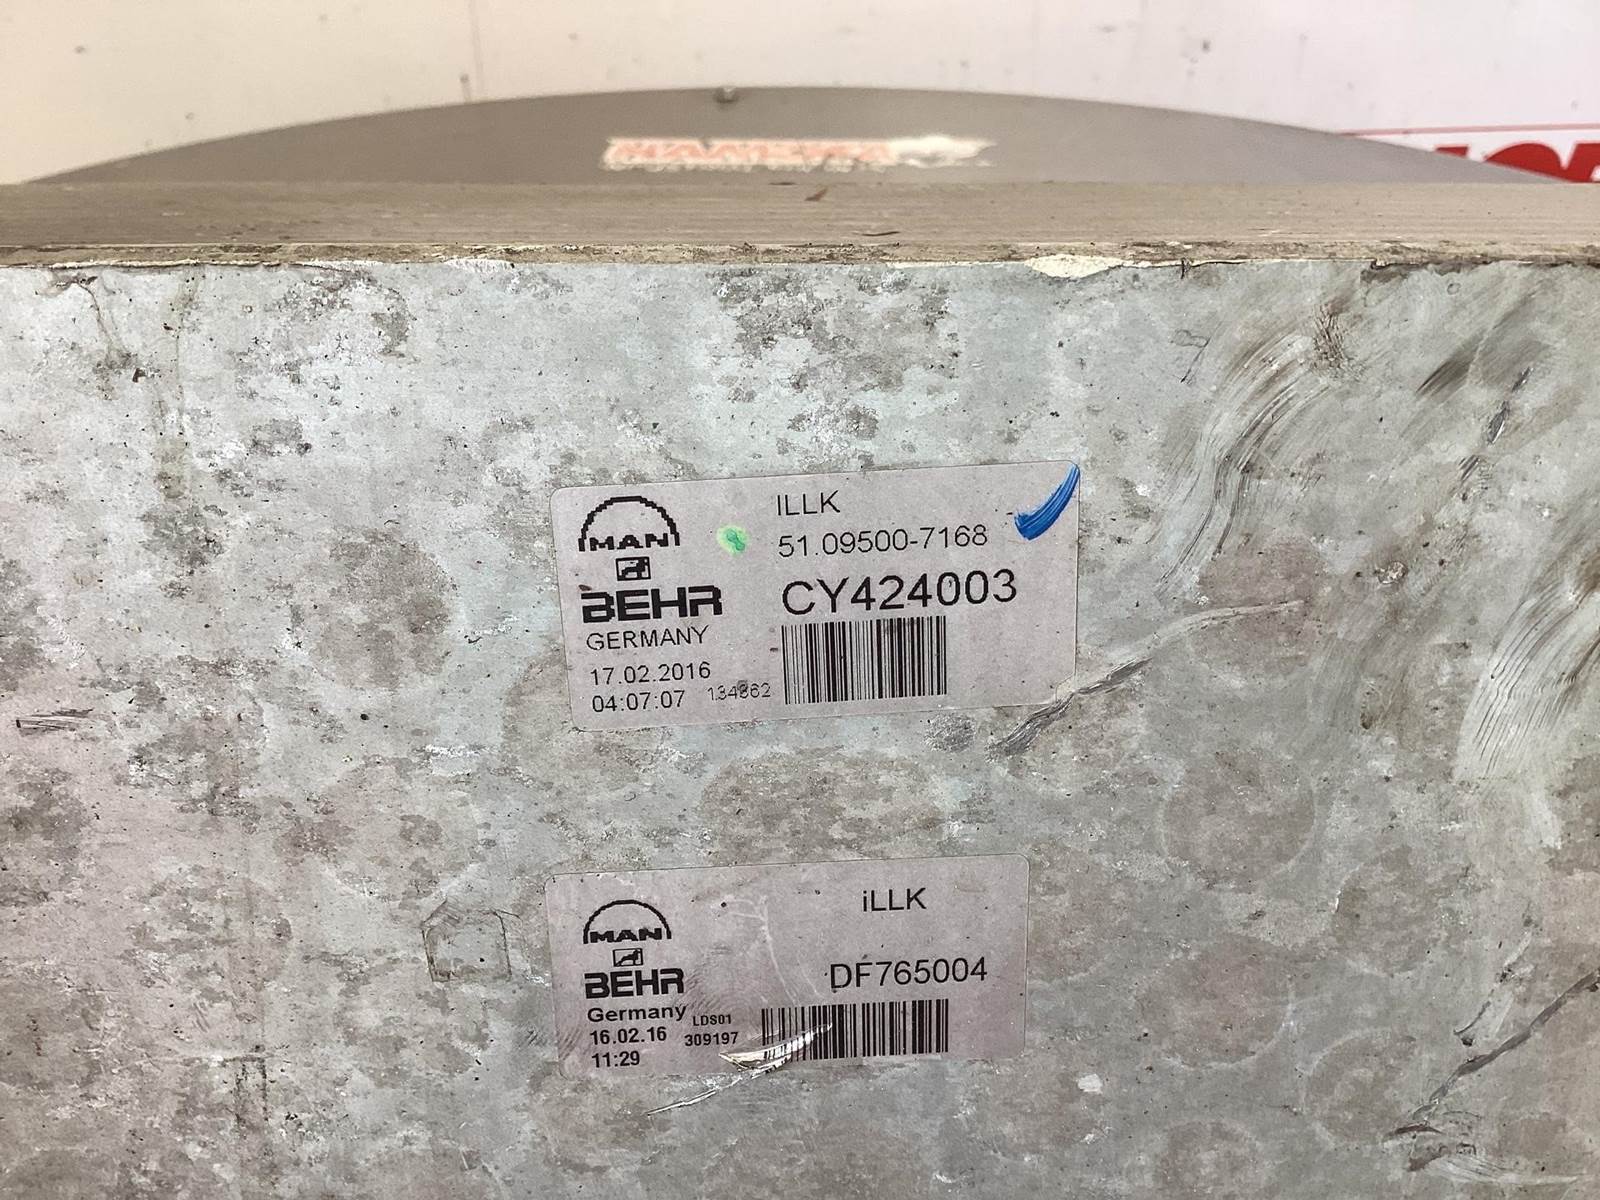 MAN
BEHR
GERMANY
17.02.2016
04:07:07 134862
ILLK
51.09500-7168
CY424003
MAN
BEHR
Germany
16.02.16
11:29
LDS01
309197
iLLK
DF765004